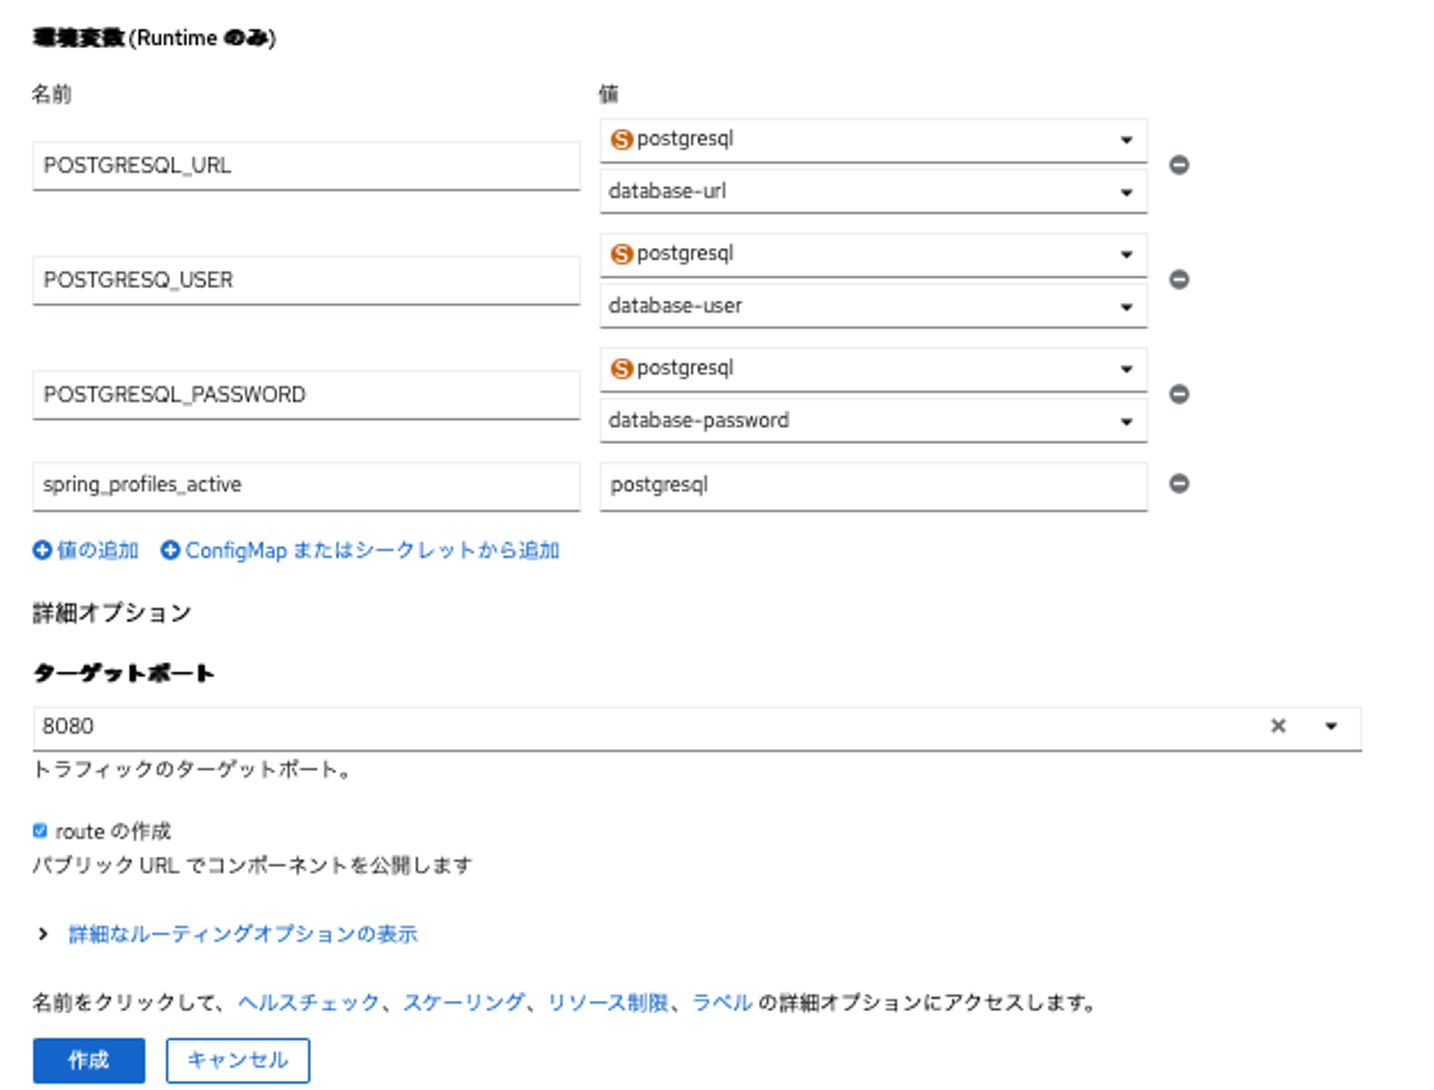 環境変数 (Runtime のみ)
名前 値
POSTGRESQL_URL
postgresql
database-url
POSTGRESQ_USER
postgresql
database-user
POSTGRESQL_PASSWORD
postgresql
database-password
spring_profiles_active postgresql
値の追加 ConfigMap またはシークレットから追加
詳細オプション
ターゲットポート
8080
トラフィックのターゲットポート。
route の作成
パブリック URL でコンポーネントを公開します
詳細なルーティングオプションの表示
名前をクリックして、ヘルスチェック、スケーリング、リソース制限、ラベル の詳細オプションにアクセスします。
作成 キャンセル